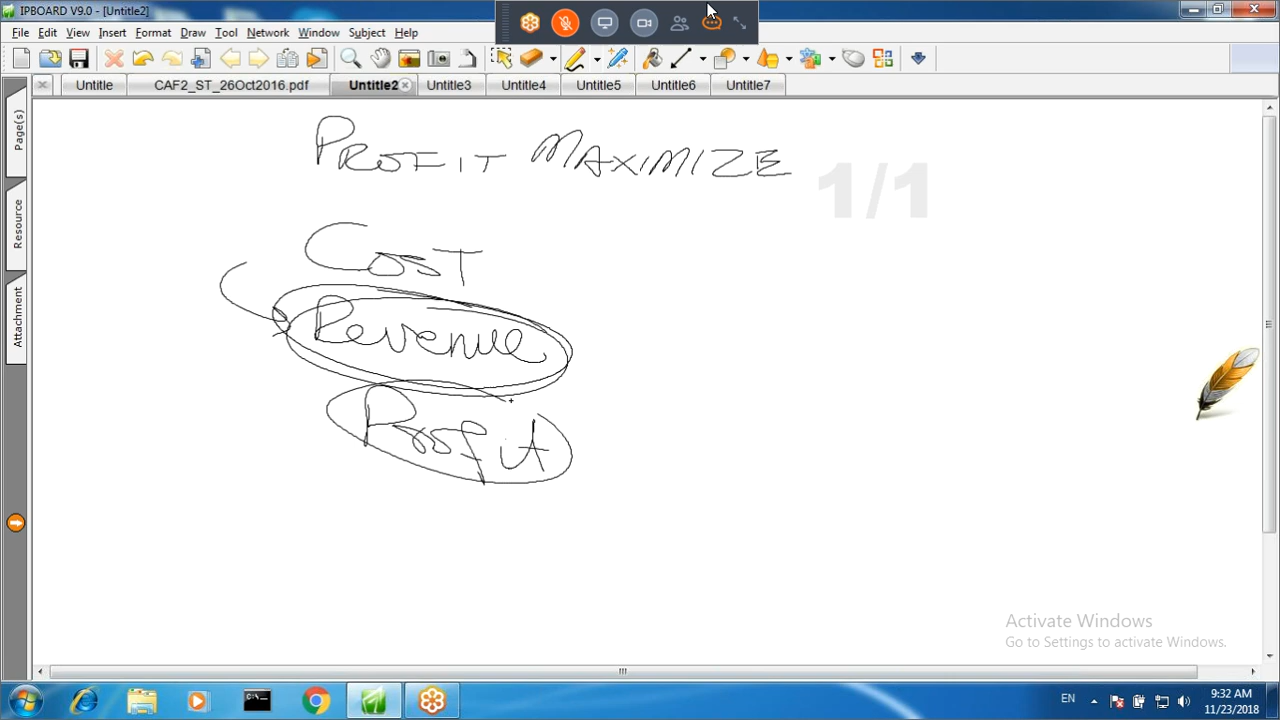 IPBOARD V9.0 - [Untitle2]
File Edit View Insert Format Draw Tool Network Window Subject Help
Untitle CAF2_ST_26Oct2016.pdf Untitle2 Untitle3 Untitle4 Untitle5 Untitle6 Untitle7
Page(s)
Resource
Attachment
PROFIT MAXIMIZE
1/1
COST
Revenue
Profit
Activate Windows
Go to Settings to activate Windows.
EN
9:32 AM
11/23/2018